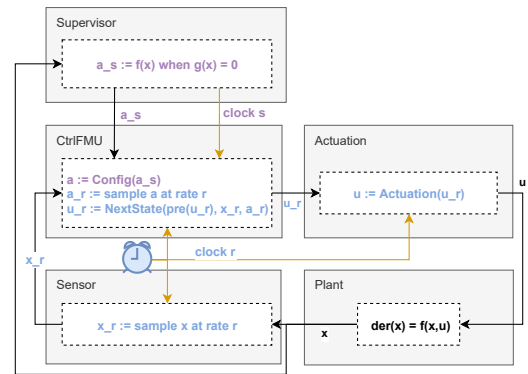 Supervisor
a_s := f(x) when g(x) = 0
a_s
clock s
CtrlFMU
a := Config(a_s)
a_r := sample a at rate r
u_r := NextState(pre(u_r), x_r, a_r)
u_r
Actuation
u := Actuation(u_r)
u
x_r
clock r
Sensor
x_r := sample x at rate r
x
Plant
der(x) = f(x,u)